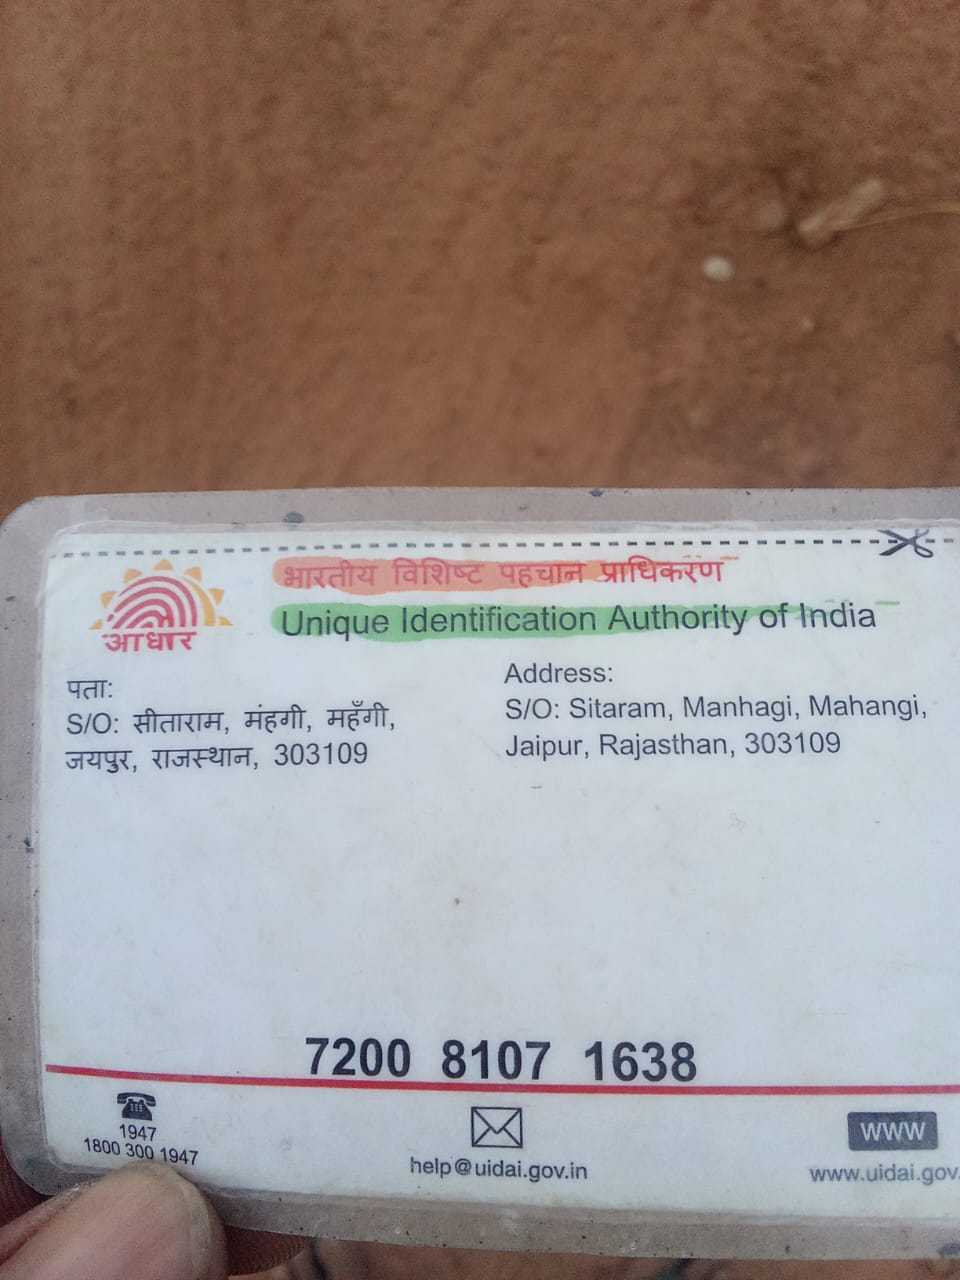 भारतीय विशिष्ट पहचान प्राधिकरण
Unique Identification Authority of India
आधार
पता:
S/O: सीताराम, मंहगी, महँगी,
जयपुर, राजस्थान, 303109
Address:
S/O: Sitaram, Manhagi, Mahangi,
Jaipur, Rajasthan, 303109
7200 8107 1638
1947
1800 300 1947
help@uidai.gov.in
WWW
www.uidai.gov.